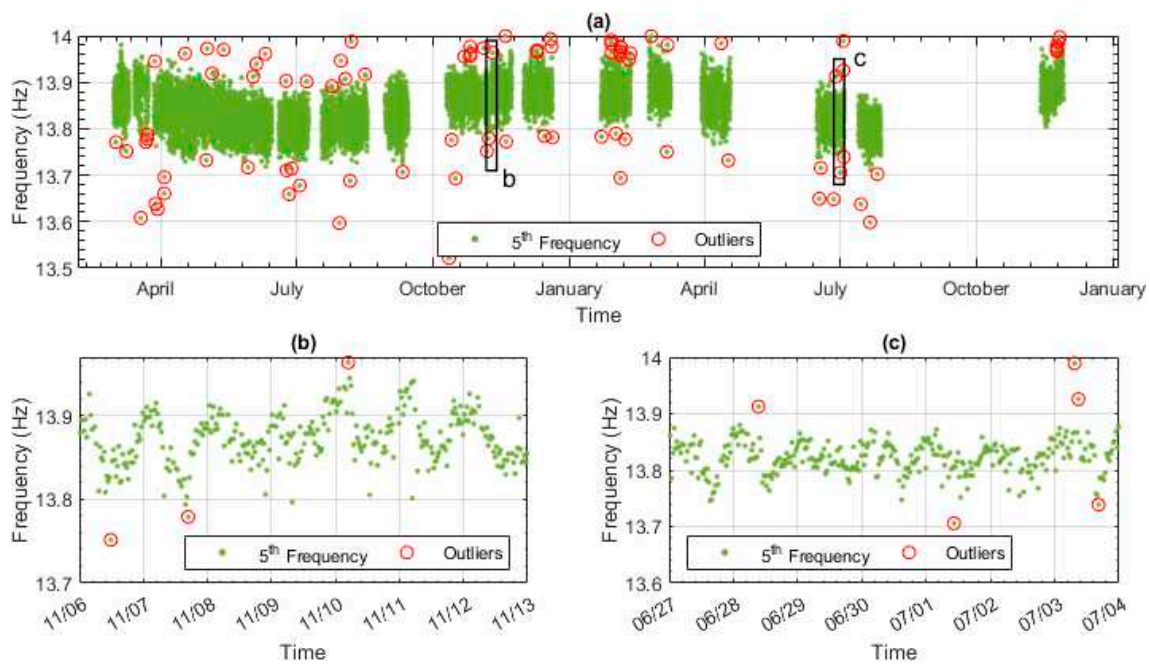 (a)
14
13.9
13.8
13.7
13.6
13.5
Frequency (Hz)
c
b
5th Frequency Outliers
April July October January April July October January
Time
(b)
13.9
13.8
13.7
Frequency (Hz)
5th Frequency Outliers
11/06 11/07 11/08 11/09 11/10 11/11 11/12 11/13
Time
(c)
14
13.9
13.8
13.7
13.6
Frequency (Hz)
5th Frequency Outliers
06/27 06/28 06/29 06/30 07/01 07/02 07/03 07/04
Time